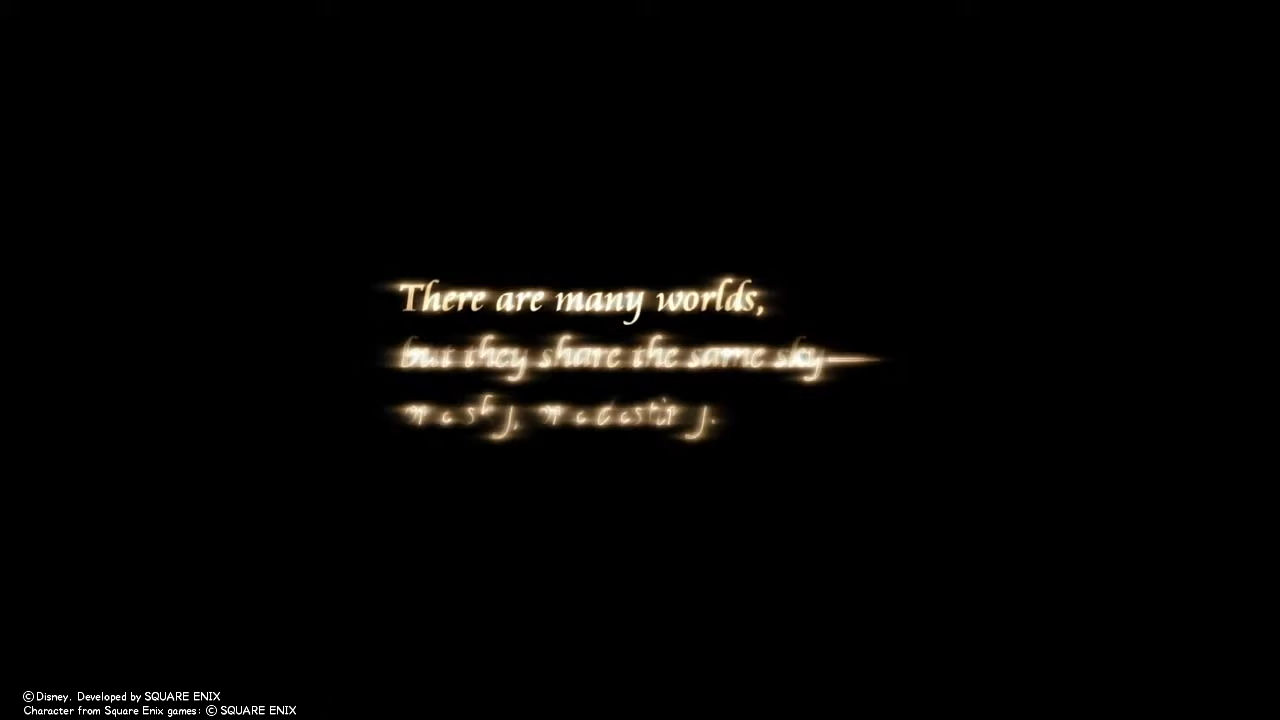 There are many worlds,
but they share the same sky—
© Disney. Developed by SQUARE ENIX
Character from Square Enix games: © SQUARE ENIX